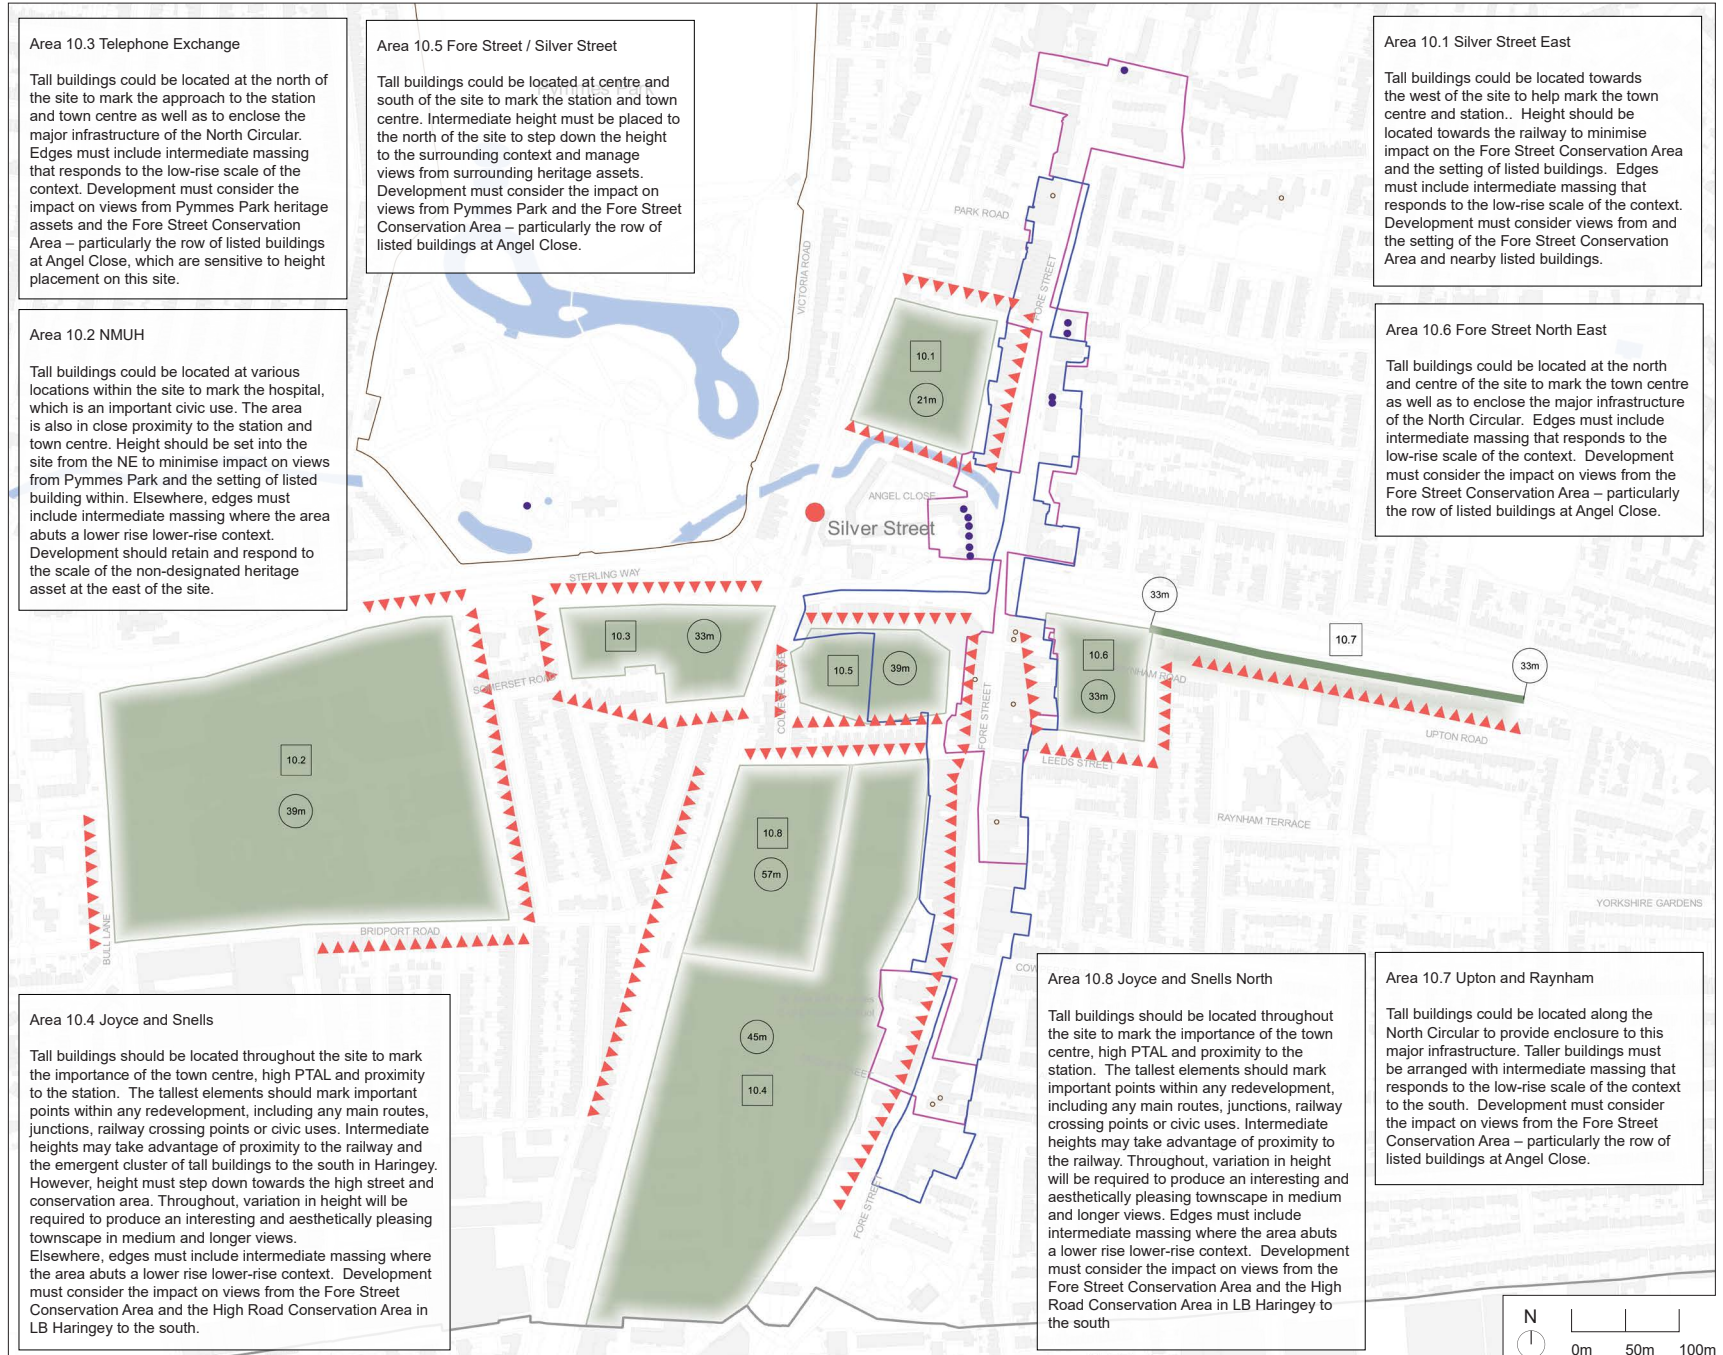 Area 10.3 Telephone Exchange
Tall buildings could be located at the north of
the site to mark the approach to the station
and town centre as well as to enclose the
major infrastructure of the North Circular.
Edges must include intermediate massing
that responds to the low-rise scale of the
context. Development must consider the
impact on views from Pymmes Park heritage
assets and the Fore Street Conservation
Area – particularly the row of listed buildings
at Angel Close, which are sensitive to height
placement on this site.
Area 10.5 Fore Street / Silver Street
Tall buildings could be located at centre and
south of the site to mark the station and town
centre. Intermediate height must be placed to
the north of the site to step down the height
to the surrounding context and manage
views from surrounding heritage assets.
Development must consider the impact on
views from Pymmes Park and the Fore Street
Conservation Area – particularly the row of
listed buildings at Angel Close.
Pymmes Park
Area 10.1 Silver Street East
Tall buildings could be located towards
the west of the site to help mark the town
centre and station.. Height should be
located towards the railway to minimise
impact on the Fore Street Conservation Area
and the setting of listed buildings. Edges
must include intermediate massing that
responds to the low-rise scale of the context.
Development must consider views from and
the setting of the Fore Street Conservation
Area and nearby listed buildings.
Area 10.2 NMUH
Tall buildings could be located at various
locations within the site to mark the hospital,
which is an important civic use. The area
is also in close proximity to the station and
town centre. Height should be set into the
site from the NE to minimise impact on views
from Pymmes Park and the setting of listed
building within. Elsewhere, edges must
include intermediate massing where the area
abuts a lower rise lower-rise context.
Development should retain and respond to
the scale of the non-designated heritage
asset at the east of the site.
Area 10.6 Fore Street North East
Tall buildings could be located at the north
and centre of the site to mark the town centre
as well as to enclose the major infrastructure
of the North Circular. Edges must include
intermediate massing that responds to the
low-rise scale of the context. Development
must consider the impact on views from the
Fore Street Conservation Area – particularly
the row of listed buildings at Angel Close.
PARK ROAD
VICTORIA ROAD
FORE STREET
10.1
21m
ANGEL CLOSE
Silver Street
STERLING WAY
33m
10.3
33m
10.5
39m
10.6
33m
10.7
33m
SOMERSET ROAD
COLLEGE CLOSE
FORE STREET
UPTON ROAD
LEEDS STREET
10.2
39m
10.8
57m
RAYNHAM TERRACE
YORKSHIRE GARDENS
BULL LANE
BRIDPORT ROAD
45m
10.4
FORE STREET
Area 10.4 Joyce and Snells
Tall buildings should be located throughout the site to mark
the importance of the town centre, high PTAL and proximity
to the station. The tallest elements should mark important
points within any redevelopment, including any main routes,
junctions, railway crossing points or civic uses. Intermediate
heights may take advantage of proximity to the railway and
the emergent cluster of tall buildings to the south in Haringey.
However, height must step down towards the high street and
conservation area. Throughout, variation in height will be
required to produce an interesting and aesthetically pleasing
townscape in medium and longer views.
Elsewhere, edges must include intermediate massing where
the area abuts a lower rise lower-rise context. Development
must consider the impact on views from the Fore Street
Conservation Area and the High Road Conservation Area in
LB Haringey to the south.
Area 10.8 Joyce and Snells North
Tall buildings should be located throughout
the site to mark the importance of the town
centre, high PTAL and proximity to the
station. The tallest elements should mark
important points within any redevelopment,
including any main routes, junctions, railway
crossing points or civic uses. Intermediate
heights may take advantage of proximity to
the railway. Throughout, variation in height
will be required to produce an interesting and
aesthetically pleasing townscape in medium
and longer views. Edges must include
intermediate massing where the area abuts
a lower rise lower-rise context. Development
must consider the impact on views from the
Fore Street Conservation Area and the High
Road Conservation Area in LB Haringey to
the south
Area 10.7 Upton and Raynham
Tall buildings could be located along the
North Circular to provide enclosure to this
major infrastructure. Taller buildings must
be arranged with intermediate massing that
responds to the low-rise scale of the context
to the south. Development must consider
the impact on views from the Fore Street
Conservation Area – particularly the row of
listed buildings at Angel Close.
N
0m 50m 100m